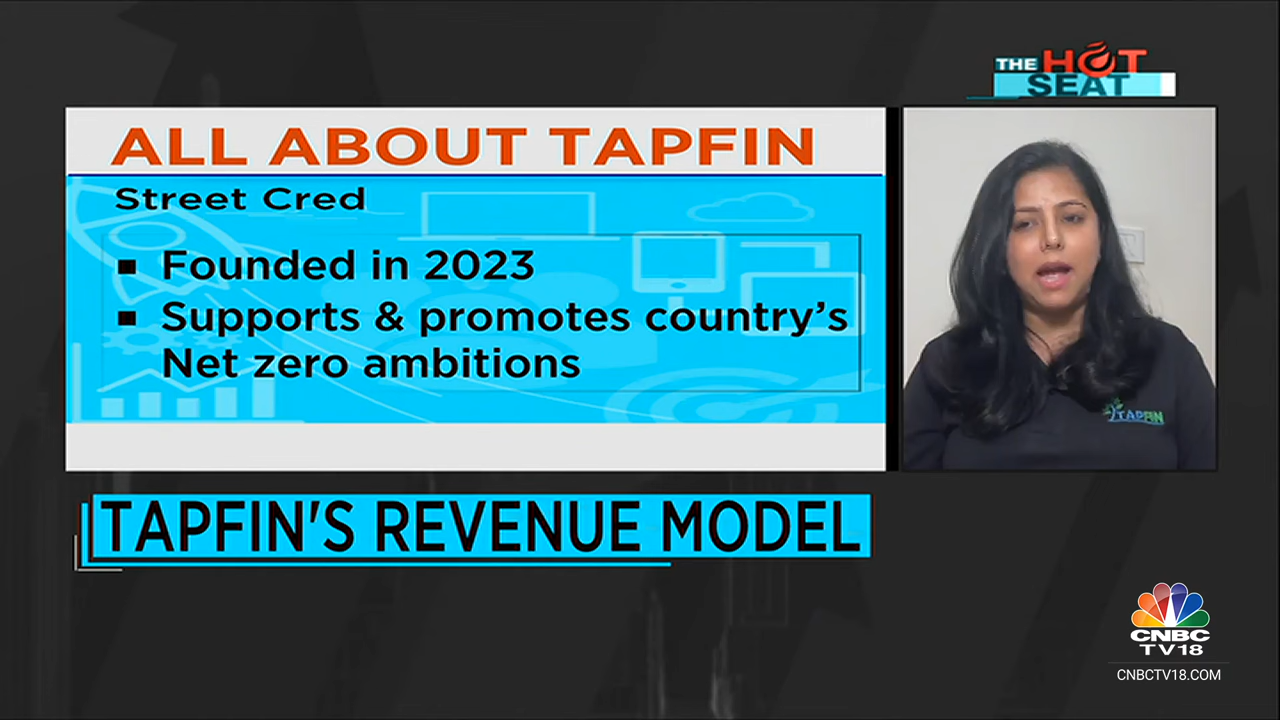 THE HOT
SEAT
ALL ABOUT TAPFIN
Street Cred
▪ Founded in 2023
▪ Supports & promotes country's
Net zero ambitions
TAPFIN
TAPFIN'S REVENUE MODEL
CNBC
TV18
CNBCTV18.COM